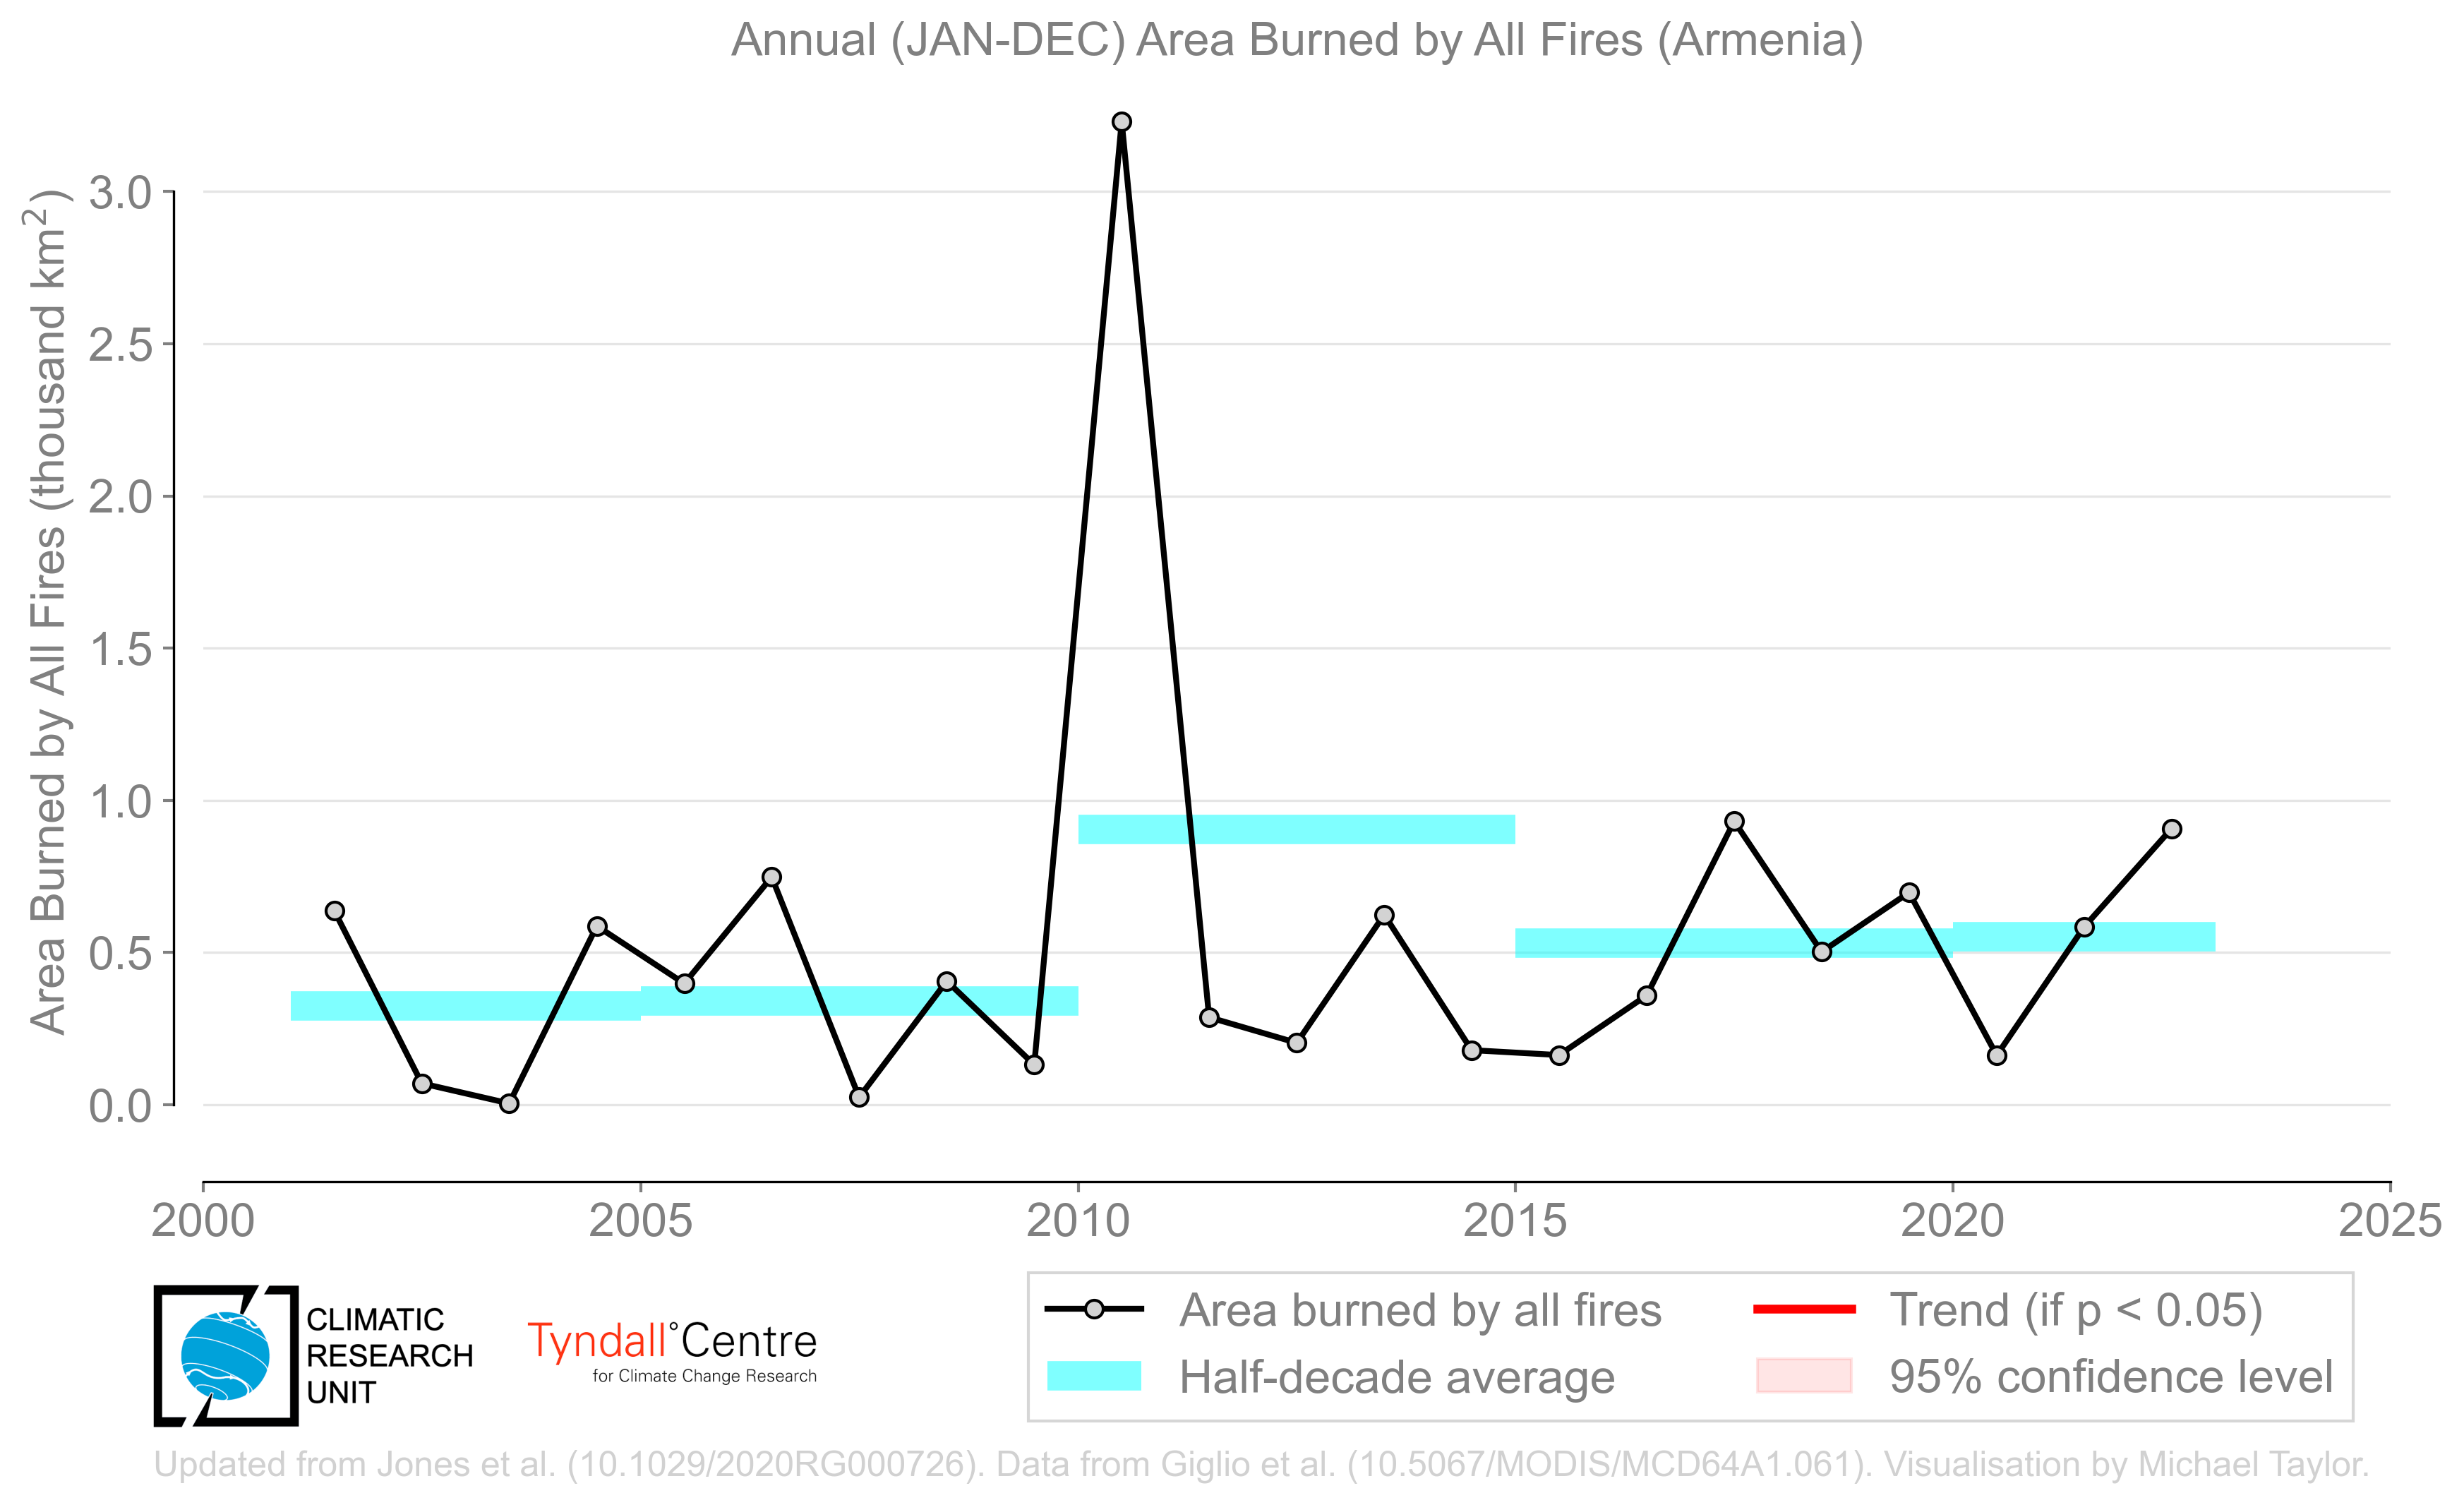 Annual (JAN-DEC) Area Burned by All Fires (Armenia)
Area Burned by All Fires (thousand km²)
3.0
2.5
2.0
1.5
1.0
0.5
0.0
2000 2005 2010 2015 2020 2025
CLIMATIC
RESEARCH
UNIT
Tyndall°Centre
for Climate Change Research
Area burned by all fires
Half-decade average
Trend (if p < 0.05)
95% confidence level
Updated from Jones et al. (10.1029/2020RG000726). Data from Giglio et al. (10.5067/MODIS/MCD64A1.061). Visualisation by Michael Taylor.